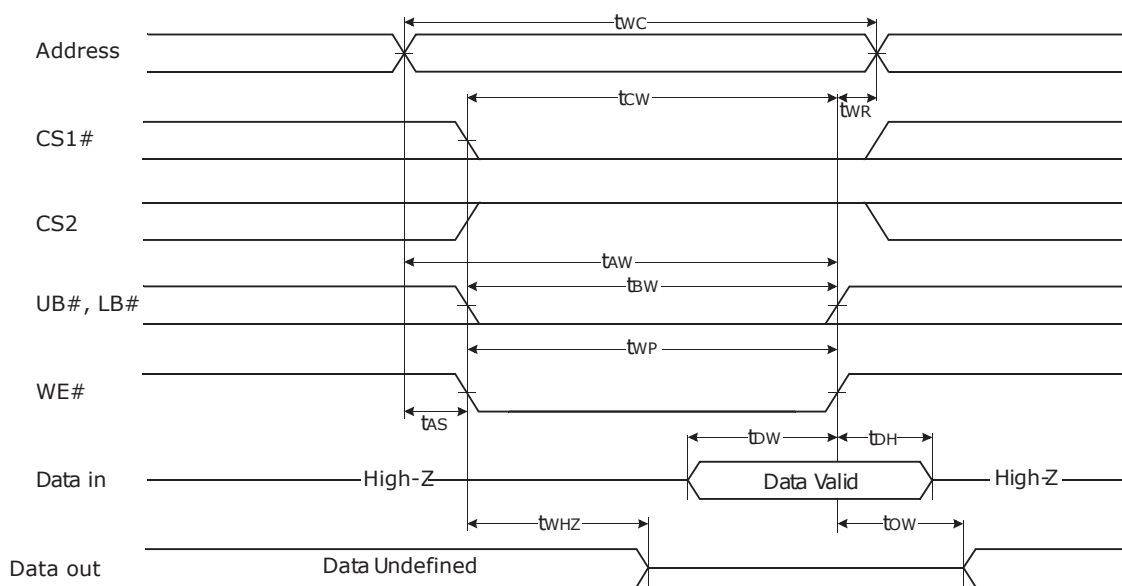 tWC
Address
tCW
tWR
CS1#
CS2
tAW
tBW
UB#, LB#
tWP
WE#
tAS
tDW
tDH
Data in
High-Z
Data Valid
High-Z
tWHZ
tOW
Data out
Data Undefined